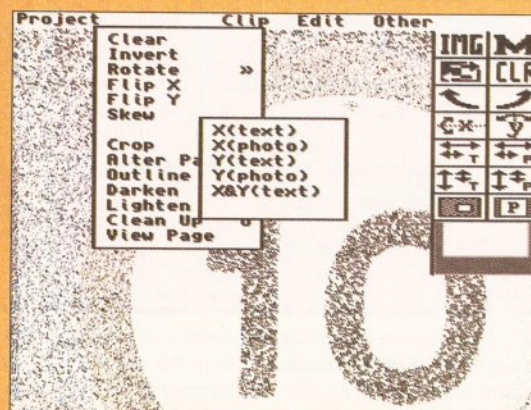 Project Clip Edit Other
Clear
Invert
Rotate »
Flip X
Flip Y
Skew
Crop
Alter Pa
Outline
Darken
Lighten
Clean Up
View Page
X(text)
X(photo)
Y(text)
Y(photo)
X&Y(text)
IMG
CLR
P
10